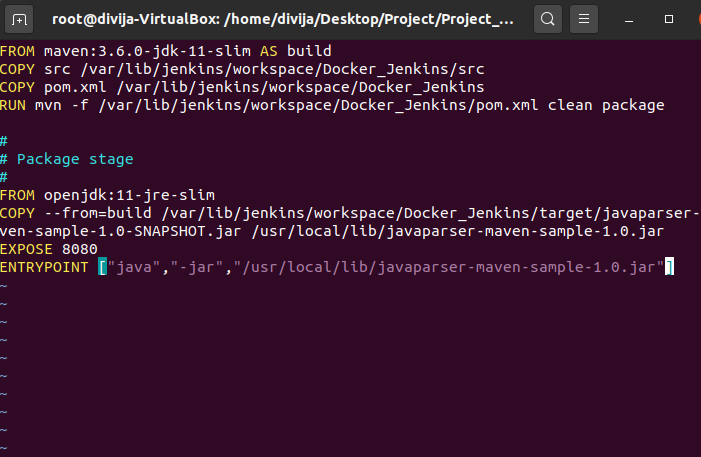 root@divija-VirtualBox: /home/divija/Desktop/Project/Project_...
FROM maven:3.6.0-jdk-11-slim AS build
COPY src /var/lib/jenkins/workspace/Docker_Jenkins/src
COPY pom.xml /var/lib/jenkins/workspace/Docker_Jenkins
RUN mvn -f /var/lib/jenkins/workspace/Docker_Jenkins/pom.xml clean package
#
# Package stage
#
FROM openjdk:11-jre-slim
COPY --from=build /var/lib/jenkins/workspace/Docker_Jenkins/target/javaparser-
ven-sample-1.0-SNAPSHOT.jar /usr/local/lib/javaparser-maven-sample-1.0.jar
EXPOSE 8080
ENTRYPOINT ["java","-jar","/usr/local/lib/javaparser-maven-sample-1.0.jar"]
~
~
~
~
~
~
~
~
~
~